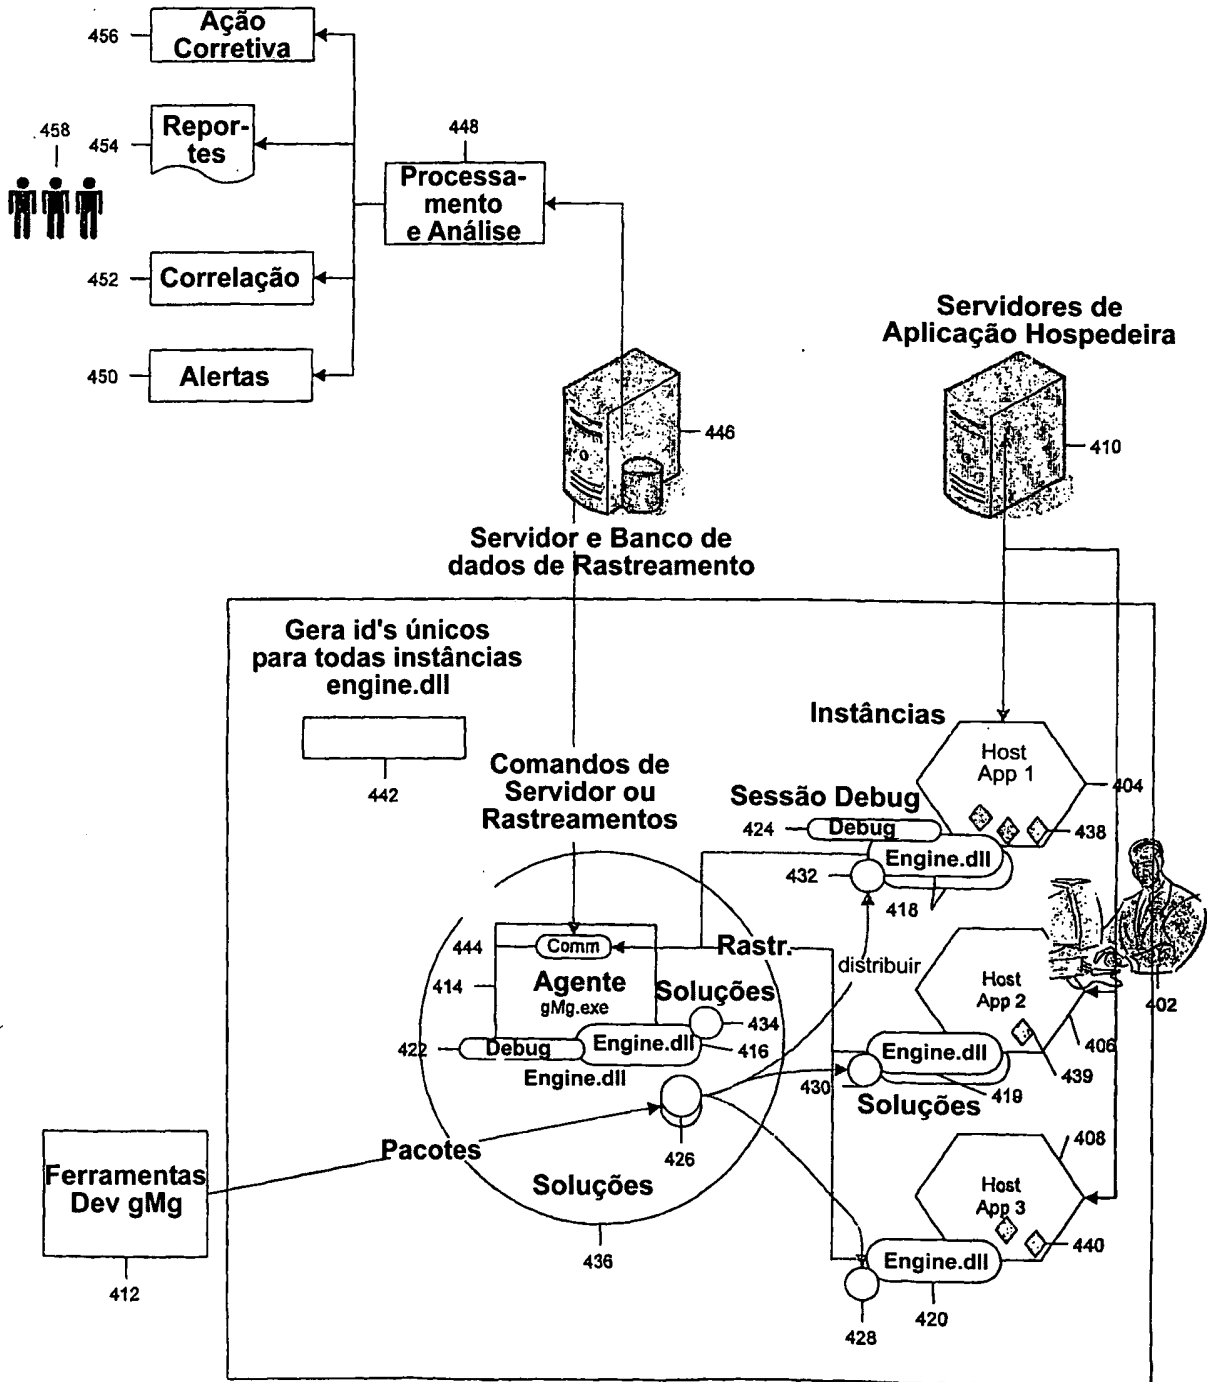 456
Ação
Corretiva
458
454
Repor-
tes
448
Processa-
mento
e Análise
452
Correlação
450
Alertas
Servidores de
Aplicação Hospedeira
446
410
Servidor e Banco de
dados de Rastreamento
Gera id's únicos
para todas instâncias
engine.dll
442
Instâncias
Host
App 1
404
Comandos de
Servidor ou
Rastreamentos
Sessão Debug
424
Debug
438
Engine.dll
432
418
444
Comm
Rastr.
distribuir
414
Agente
gMg.exe
Soluções
434
Host
App 2
402
422
Debug
Engine.dll
416
Engine.dll
406
Engine.dll
430
419
439
Soluções
Pacotes
426
408
Ferramentas
Dev gMg
Soluções
Host
App 3
440
436
Engine.dll
412
428
420